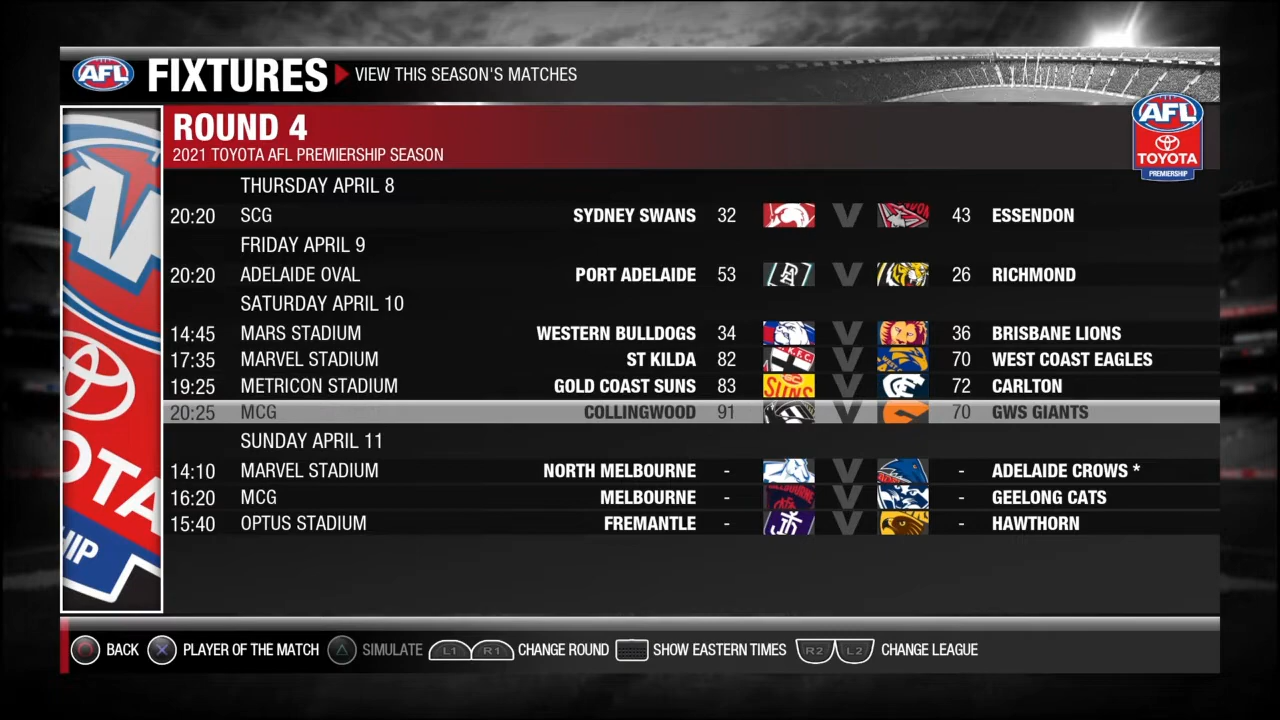 AFL FIXTURES VIEW THIS SEASON'S MATCHES
ROUND 4
2021 TOYOTA AFL PREMIERSHIP SEASON
AFL
TOYOTA
PREMIERSHIP
THURSDAY APRIL 8
20:20 SCG SYDNEY SWANS 32 V 43 ESSENDON
FRIDAY APRIL 9
20:20 ADELAIDE OVAL PORT ADELAIDE 53 V 26 RICHMOND
SATURDAY APRIL 10
14:45 MARS STADIUM WESTERN BULLDOGS 34 V 36 BRISBANE LIONS
17:35 MARVEL STADIUM ST KILDA 82 V 70 WEST COAST EAGLES
19:25 METRICON STADIUM GOLD COAST SUNS 83 SUNS V 72 CARLTON
20:25 MCG COLLINGWOOD 91 V 70 GWS GIANTS
SUNDAY APRIL 11
14:10 MARVEL STADIUM NORTH MELBOURNE - V - ADELAIDE CROWS *
16:20 MCG MELBOURNE - V - GEELONG CATS
15:40 OPTUS STADIUM FREMANTLE - V - HAWTHORN
OTA
HIP
BACK PLAYER OF THE MATCH SIMULATE L1 R1 CHANGE ROUND SHOW EASTERN TIMES R2 L2 CHANGE LEAGUE